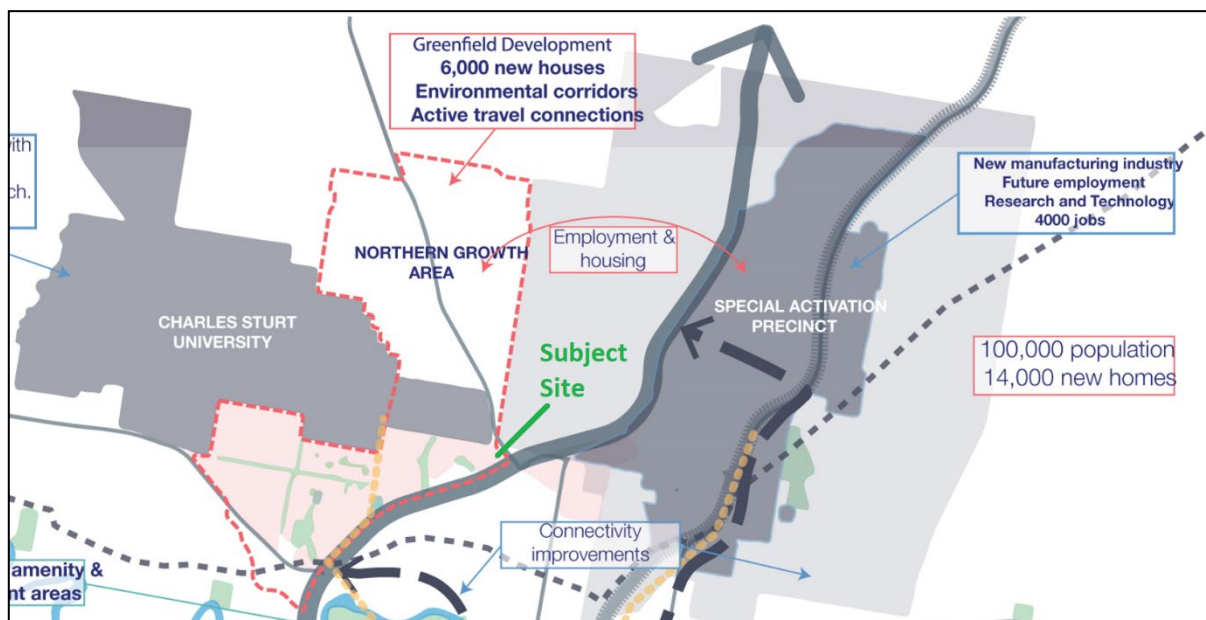 Greenfield Development
6,000 new houses
Environmental corridors
Active travel connections
with
ch.
New manufacturing industry
Future employment
Research and Technology
4000 jobs
NORTHERN GROWTH
AREA
Employment &
housing
CHARLES STURT
UNIVERSITY
SPECIAL ACTIVATION
PRECINCT
Subject
Site
100,000 population
14,000 new homes
Connectivity
improvements
amenity &
nt areas